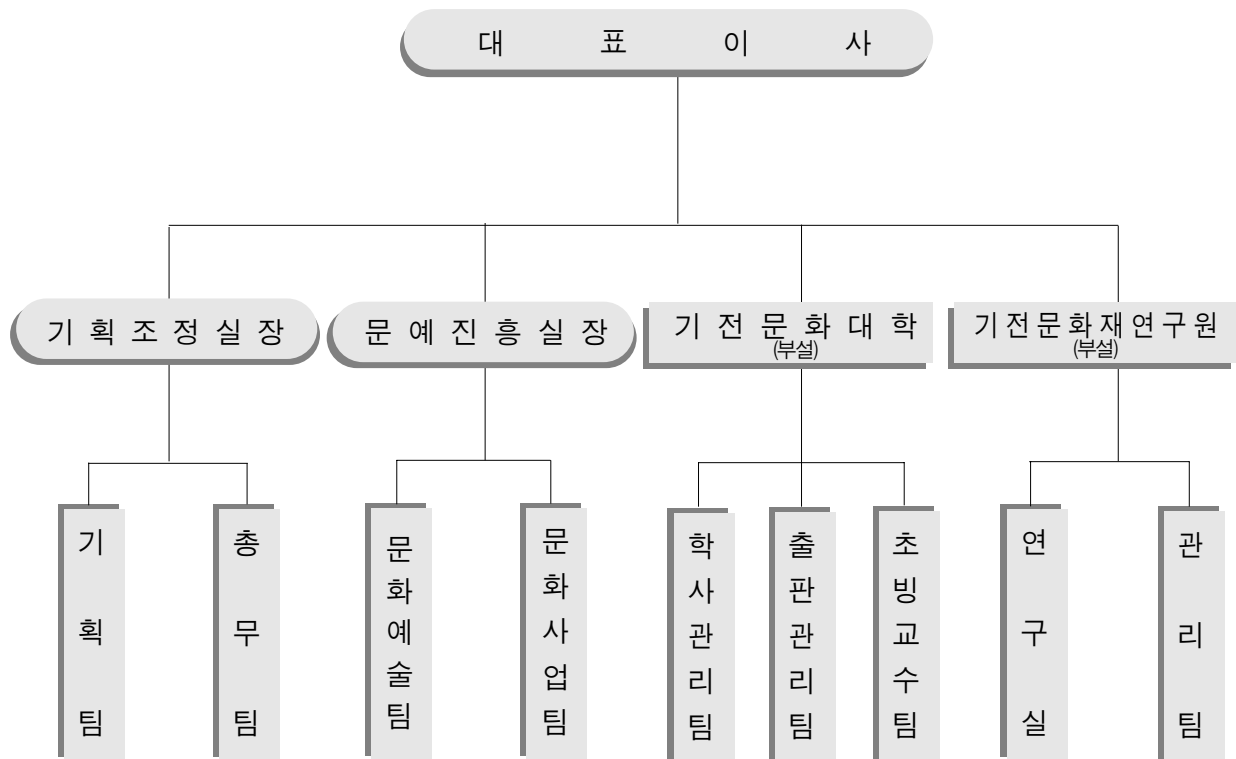 대 표 이 사
기 획 조 정 실 장
문 예 진 흥 실 장
기 전 문 화 대 학
(부설)
기전문화재연구원
(부설)
기획팀
총무팀
문화예술팀
문화사업팀
학사관리팀
출판관리팀
초빙교수팀
연구실
관리팀